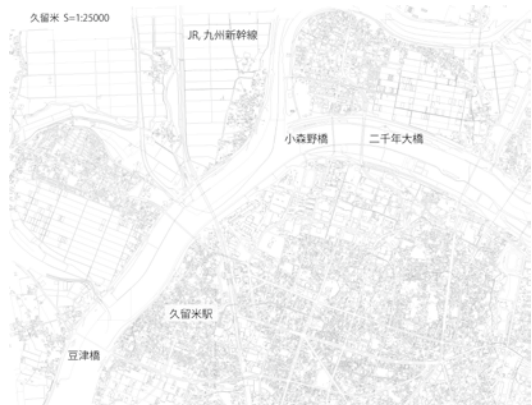 久留米 S=1:25000
JR, 九州新幹線
小森野橋
二千年大橋
久留米駅
豆津橋